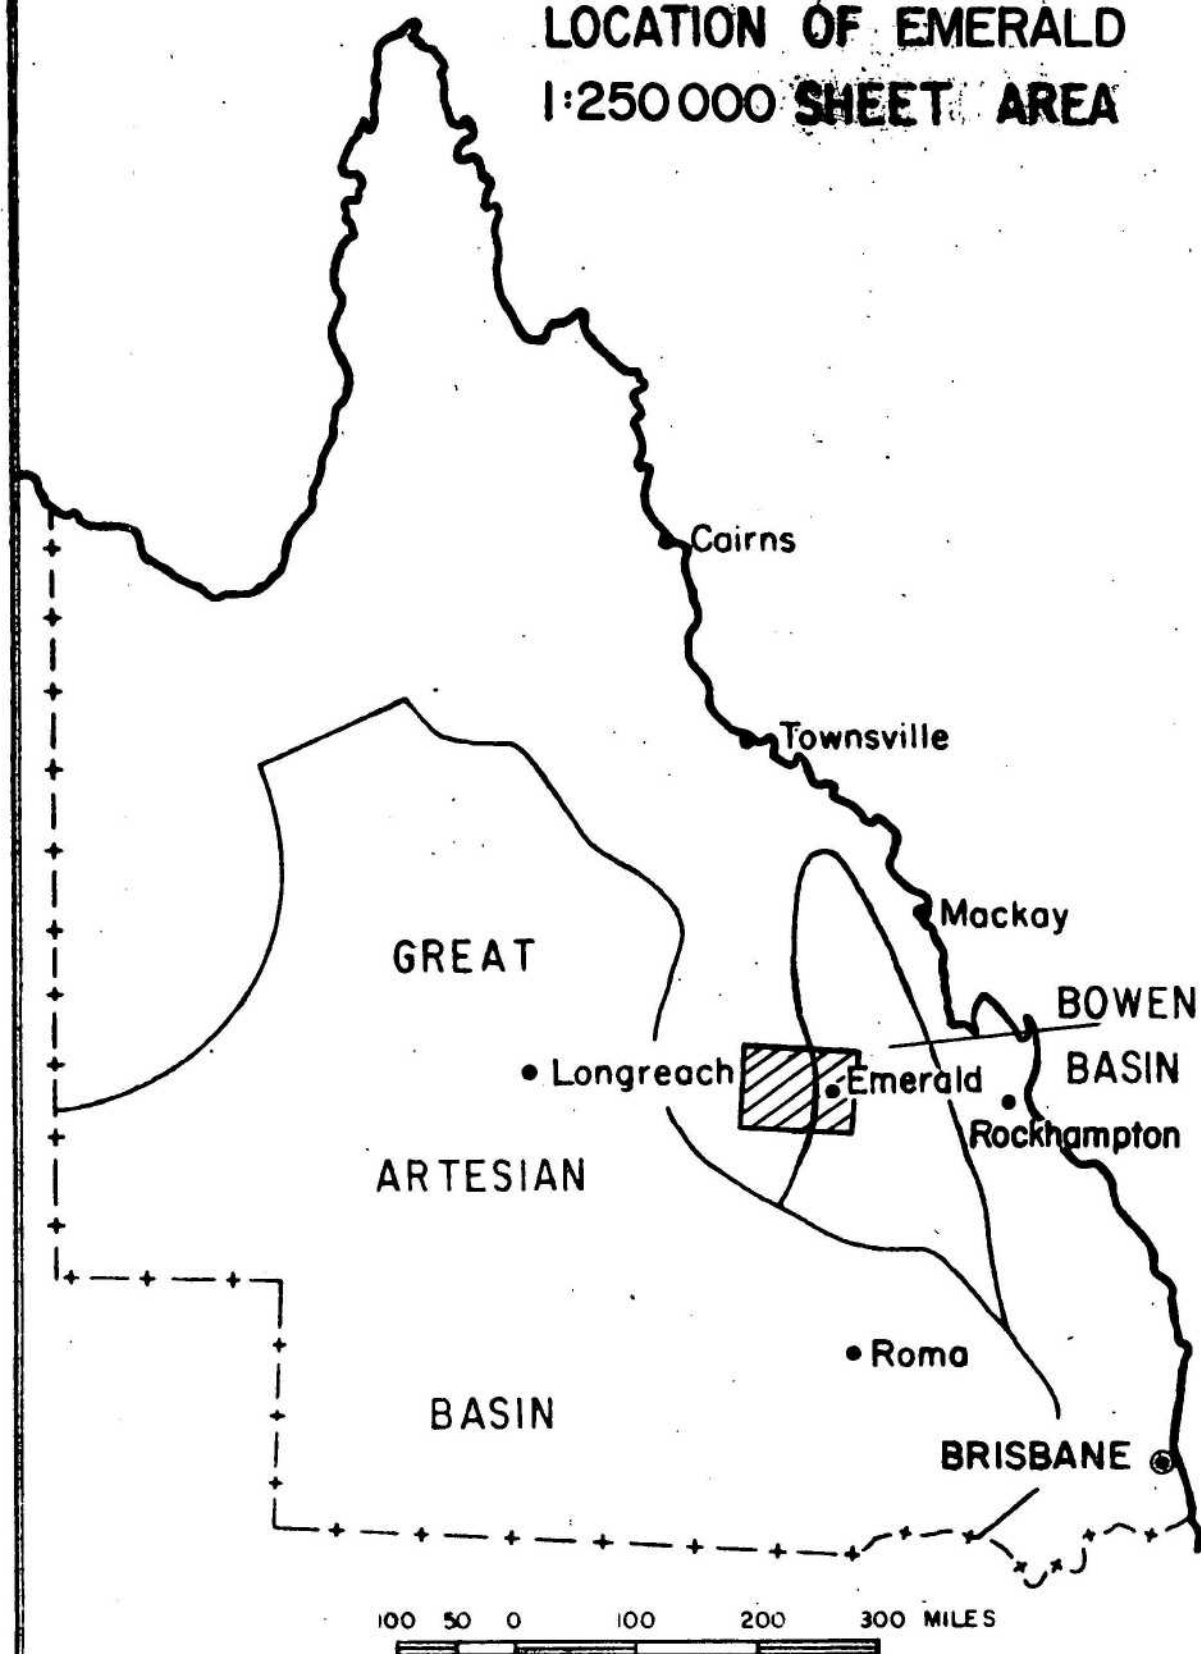 LOCATION OF EMERALD
1:250 000 SHEET AREA
Cairns
Townsville
Mackay
GREAT
BOWEN
BASIN
Longreach
Emerald
Rockhampton
ARTESIAN
Roma
BASIN
BRISBANE
100 50 0 100 200 300 MILES